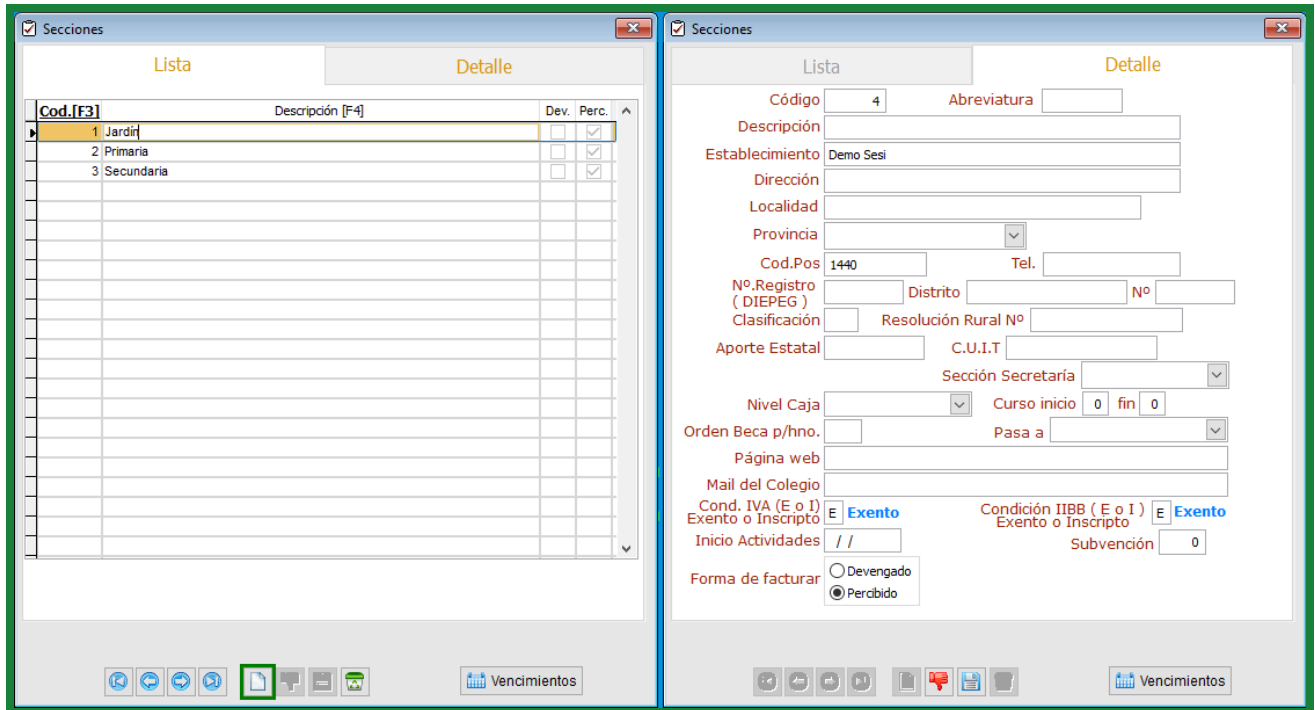 Secciones
Lista Detalle
Cod.[F3] Descripción [F4] Dev. Perc.
1 Jardín
2 Primaria
3 Secundaria
Vencimientos
Secciones
Lista Detalle
Código 4 Abreviatura
Descripción
Establecimiento Demo Sesi
Dirección
Localidad
Provincia
Cod.Pos 1440 Tel.
Nº.Registro
( DIEPEG ) Distrito Nº
Clasificación Resolución Rural Nº
Aporte Estatal C.U.I.T
Sección Secretaría
Nivel Caja Curso inicio 0 fin 0
Orden Beca p/hno. Pasa a
Página web
Mail del Colegio
Cond. IVA (E o I)
Exento o Inscripto E Exento
Condición IIBB ( E o I )
Exento o Inscripto E Exento
Inicio Actividades / / Subvención 0
Forma de facturar
Devengado
Percibido
Vencimientos